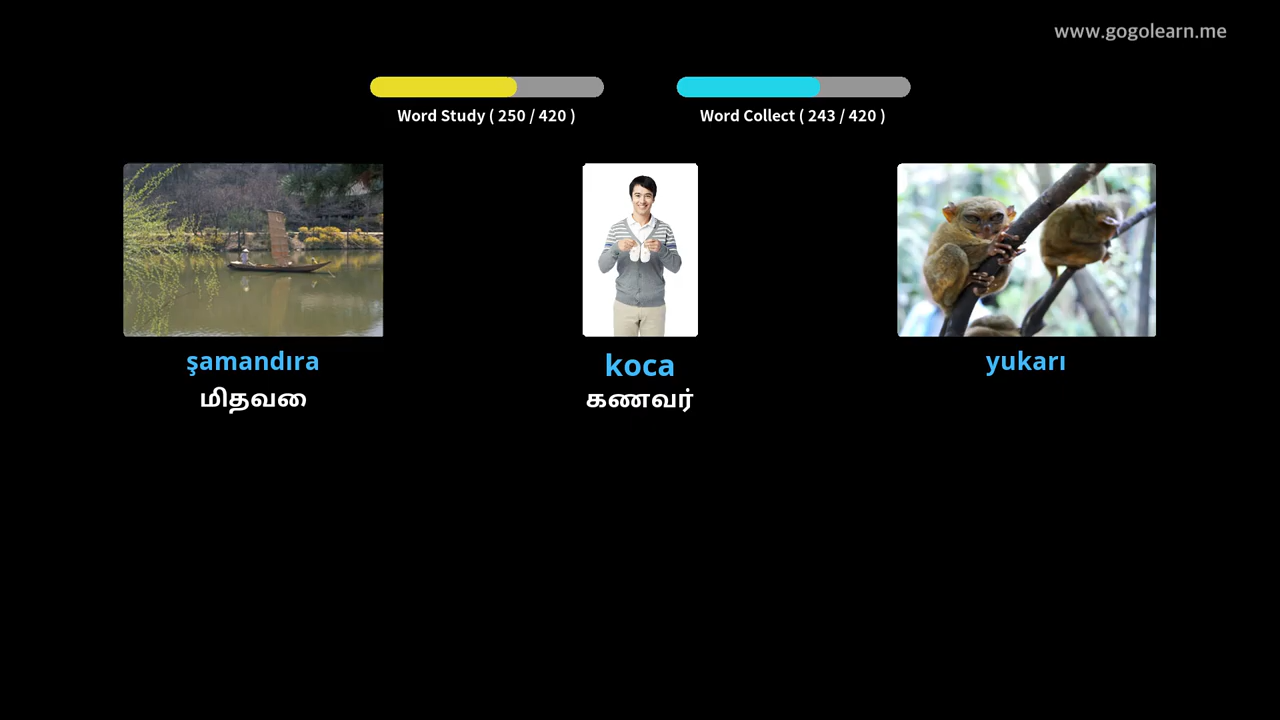 www.gogolearn.me
Word Study ( 250 / 420 )
Word Collect ( 243 / 420 )
şamandıra
மிதவை
koca
கணவர்
yukarı